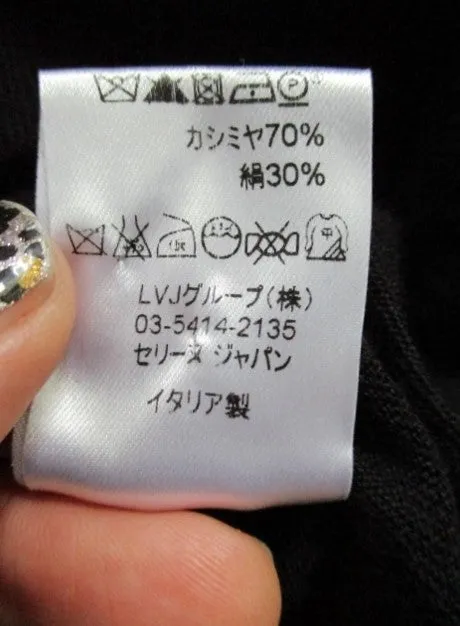 P
カシミヤ70%
絹30%
中
LVJグループ(株)
03-5414-2135
セリーヌ ジャパン
イタリア製